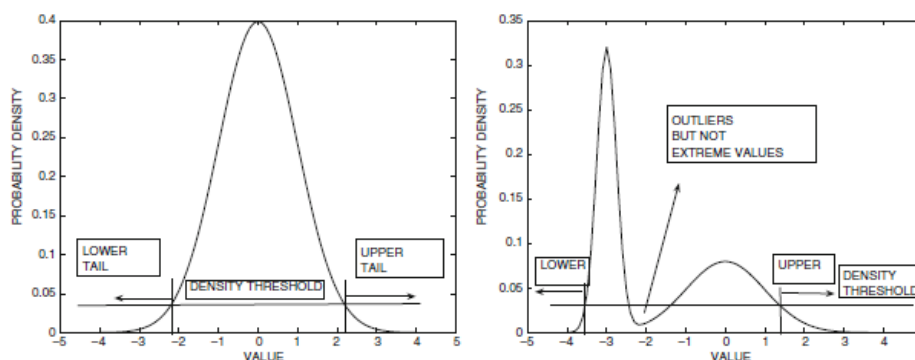 0.4
0.35
0.3
0.25
0.2
0.15
0.1
0.05
0
PROBABILITY DENSITY
LOWER
TAIL
DENSITY THRESHOLD
UPPER
TAIL
−5 −4 −3 −2 −1 0 1 2 3 4 5
VALUE
0.35
0.3
0.25
0.2
0.15
0.1
0.05
0
PROBABILITY DENSITY
OUTLIERS
BUT NOT
EXTREME VALUES
LOWER
UPPER
DENSITY
THRESHOLD
−5 −4 −3 −2 −1 0 1 2 3 4
VALUE